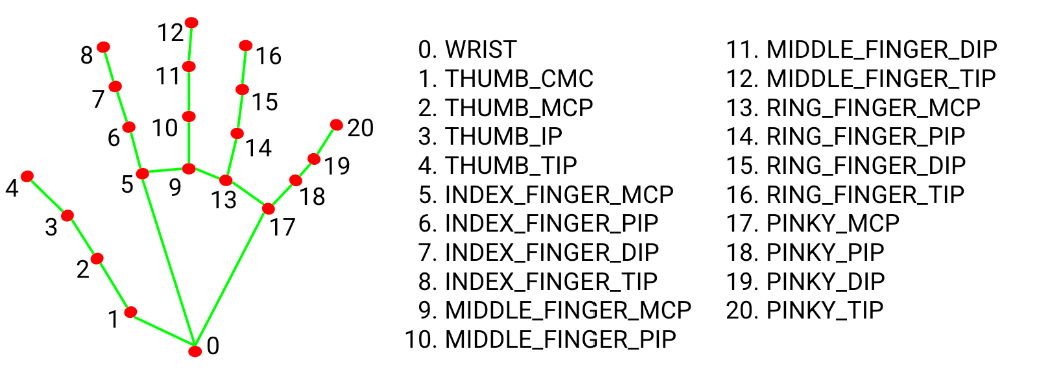 12
8
16
11
7
15
10
6
14
20
19
5
9
18
4
13
3
17
2
1
0
0. WRIST
1. THUMB_CMC
2. THUMB_MCP
3. THUMB_IP
4. THUMB_TIP
5. INDEX_FINGER_MCP
6. INDEX_FINGER_PIP
7. INDEX_FINGER_DIP
8. INDEX_FINGER_TIP
9. MIDDLE_FINGER_MCP
10. MIDDLE_FINGER_PIP
11. MIDDLE_FINGER_DIP
12. MIDDLE_FINGER_TIP
13. RING_FINGER_MCP
14. RING_FINGER_PIP
15. RING_FINGER_DIP
16. RING_FINGER_TIP
17. PINKY_MCP
18. PINKY_PIP
19. PINKY_DIP
20. PINKY_TIP